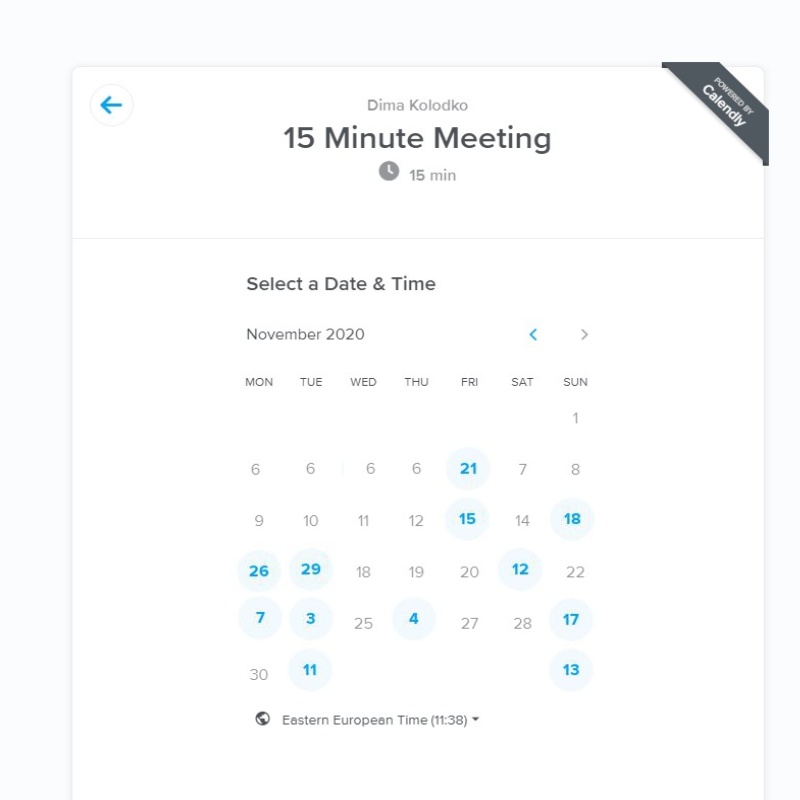 POWERED BY
Calendly
Dima Kolodko
15 Minute Meeting
15 min
Select a Date & Time
November 2020
MON TUE WED THU FRI SAT SUN
1
6 6 6 6 21 7 8
9 10 11 12 15 14 18
26 29 18 19 20 12 22
7 3 25 4 27 28 17
30 11 13
Eastern European Time (11:38)